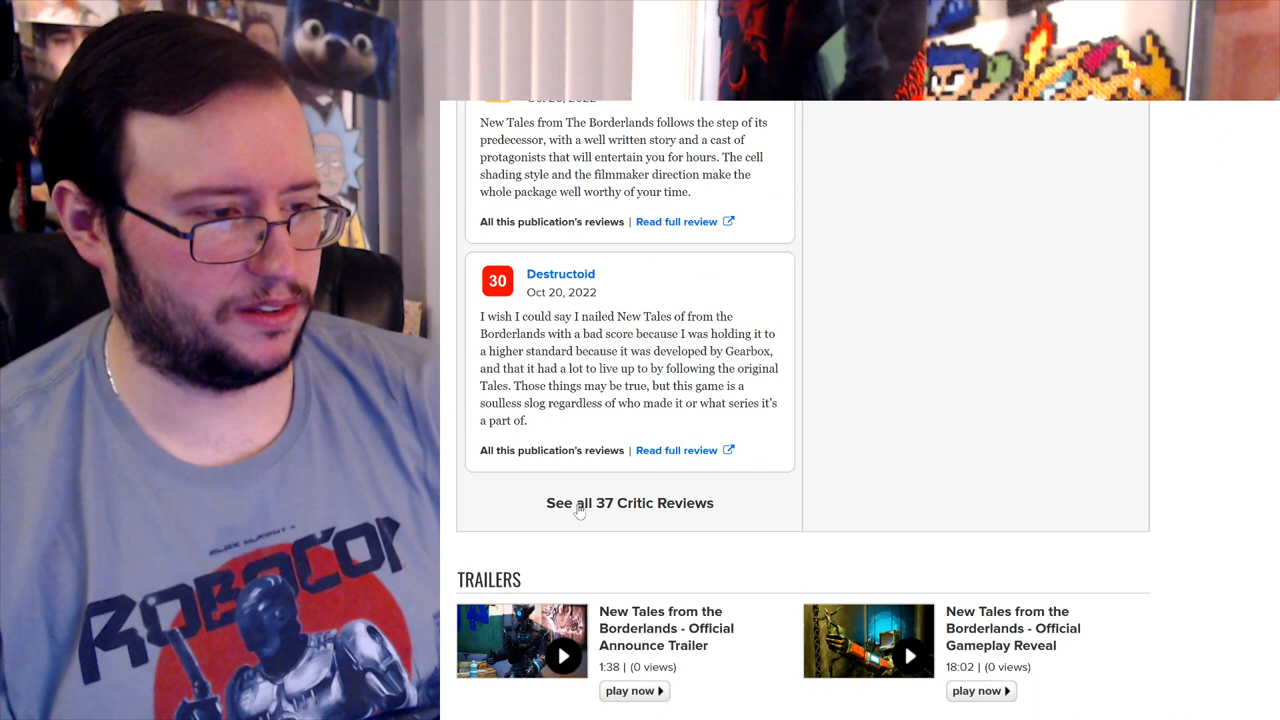 Oct 20, 2022
New Tales from The Borderlands follows the step of its
predecessor, with a well written story and a cast of
protagonists that will entertain you for hours. The cell
shading style and the filmmaker direction make the
whole package well worthy of your time.
All this publication's reviews | Read full review
30
Destructoid
Oct 20, 2022
I wish I could say I nailed New Tales of from the
Borderlands with a bad score because I was holding it to
a higher standard because it was developed by Gearbox,
and that it had a lot to live up to by following the original
Tales. Those things may be true, but this game is a
soulless slog regardless of who made it or what series it's
a part of.
All this publication's reviews | Read full review
See all 37 Critic Reviews
TRAILERS
New Tales from the
Borderlands - Official
Announce Trailer
1:38 | (0 views)
play now
New Tales from the
Borderlands - Official
Gameplay Reveal
18:02 | (0 views)
play now
ALEX MURPHY
ROBOCOP